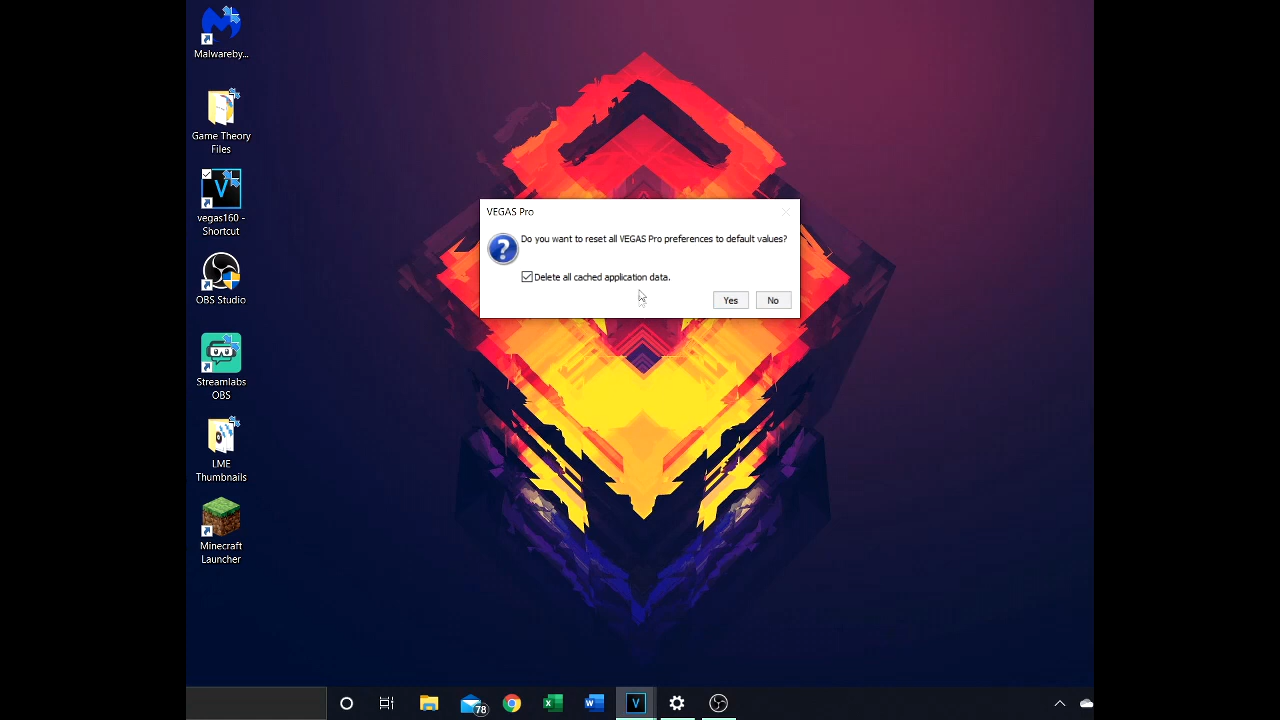 Malwareby...
Game Theory
Files
vegas160 -
Shortcut
OBS Studio
Streamlabs
OBS
LME
Thumbnails
Minecraft
Launcher
VEGAS Pro
Do you want to reset all VEGAS Pro preferences to default values?
Delete all cached application data.
Yes No
78